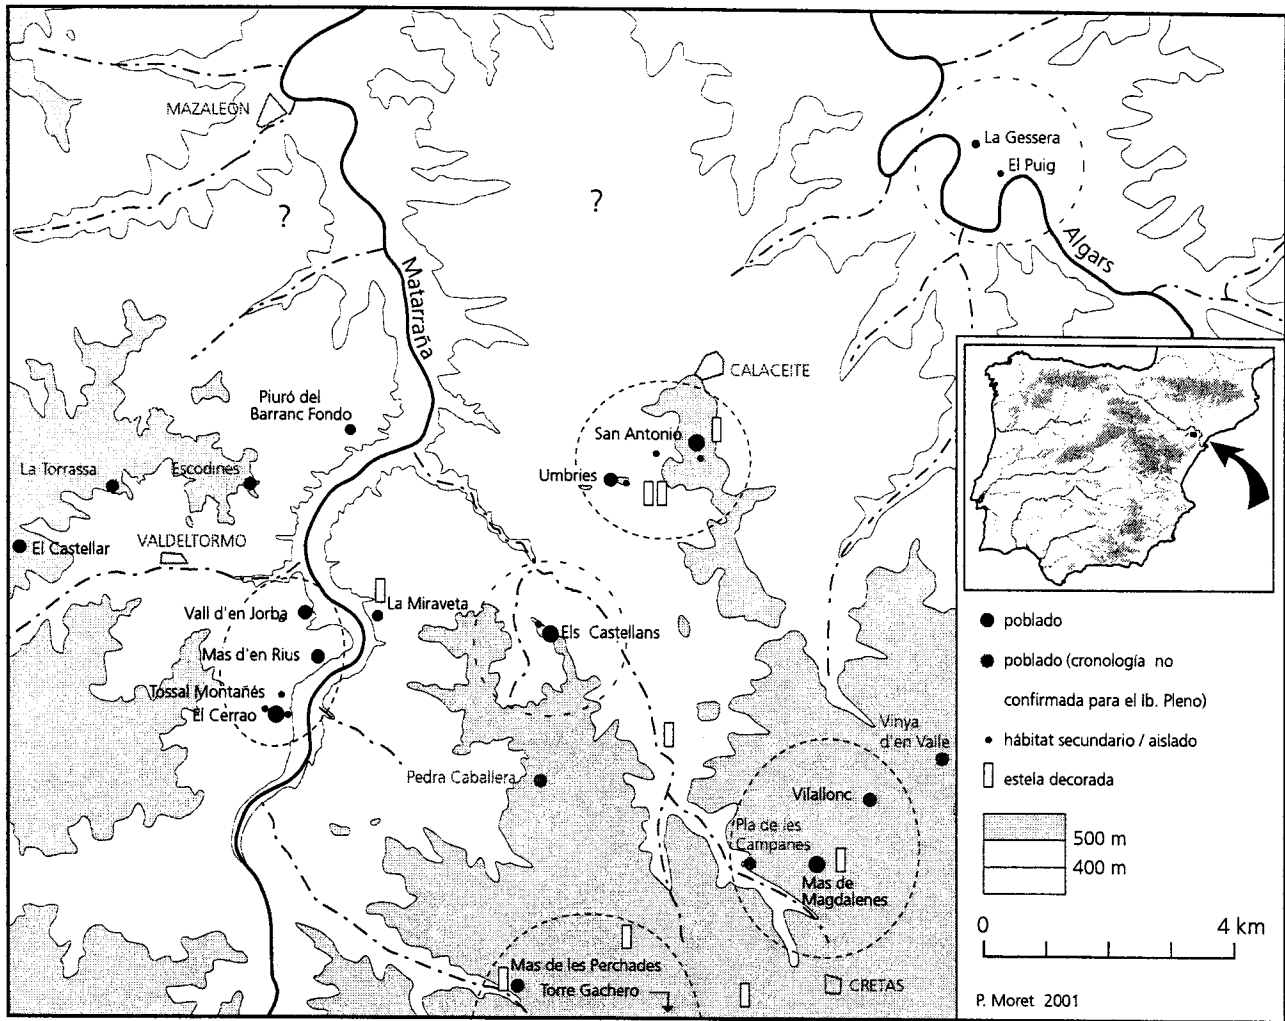 MAZALEON
La Gessera
El Puig
?
?
Algars
Matarraña
CALACEITE
Piuró del
Barranc Fondo
San Antonio
La Torrassa
Escodines
Umbries
El Castellar
VALDELTORMO
Vall d'en Jorba
La Miraveta
Els Castellans
Mas d'en Rius
Tossal Montañés
El Cerrao
Pedra Caballera
Vinya
d'en Valle
Vilallonc
Pla de les
Campanes
Mas de
Magdalenes
Mas de les Perchades
Torre Gachero
CRETAS
poblado
poblado (cronología no
confirmada para el Ib. Pleno)
hábitat secundario / aislado
estela decorada
500 m
400 m
0 4 km
P. Moret 2001